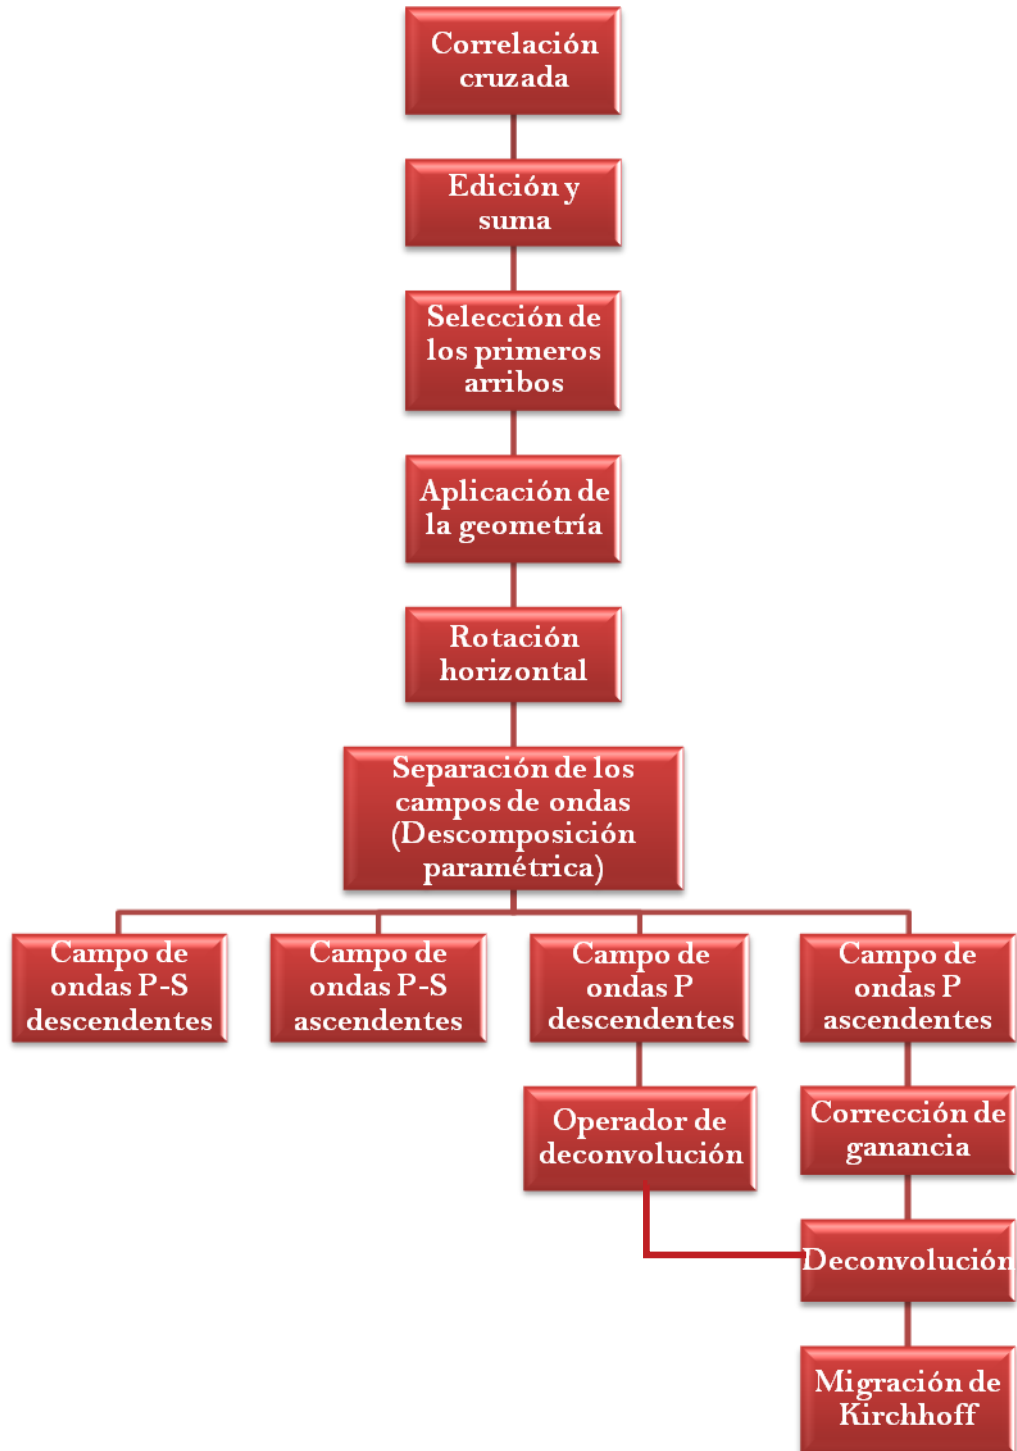 Correlación
cruzada
Edición y
suma
Selección de
los primeros
arribos
Aplicación de
la geometría
Rotación
horizontal
Separación de los
campos de ondas
(Descomposición
paramétrica)
Campo de
ondas P-S
descendentes
Campo de
ondas P-S
ascendentes
Campo de
ondas P
descendentes
Campo de
ondas P
ascendentes
Operador de
deconvolución
Corrección de
ganancia
Deconvolución
Migración de
Kirchhoff